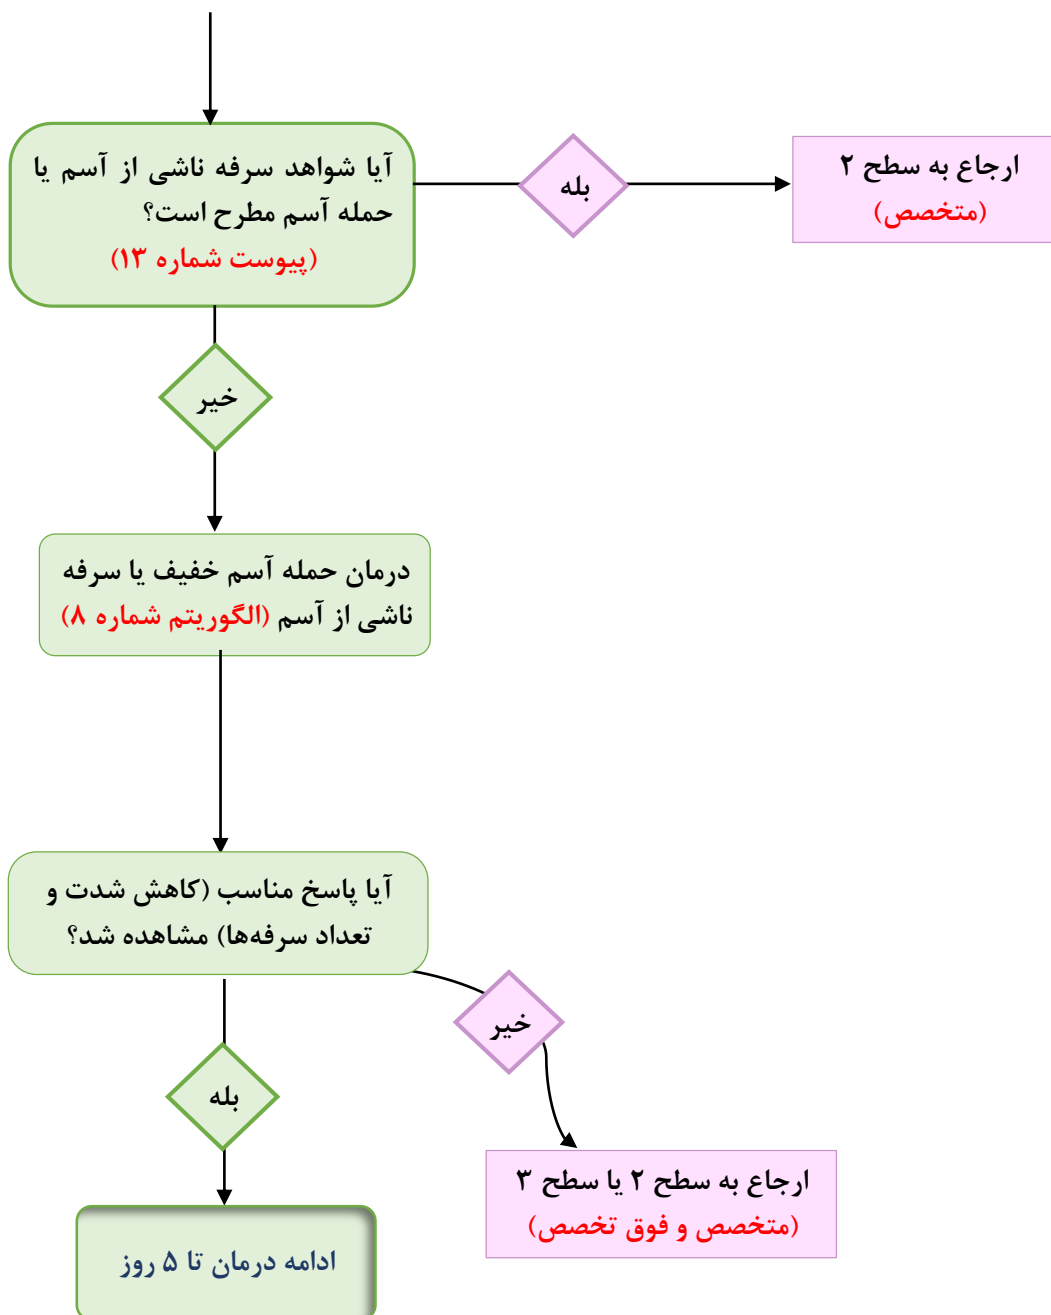 آیا شواهد سرفه ناشی از آسم یا
حمله آسم مطرح است؟
(پیوست شماره ۱۳)
بله
ارجاع به سطح ۲
(متخصص)
خیر
درمان حمله آسم خفیف یا سرفه
ناشی از آسم (الگوریتم شماره ۸)
آیا پاسخ مناسب (کاهش شدت و
تعداد سرفه‌ها) مشاهده شد؟
خیر
بله
ارجاع به سطح ۲ یا سطح ۳
(متخصص و فوق تخصص)
ادامه درمان تا ۵ روز